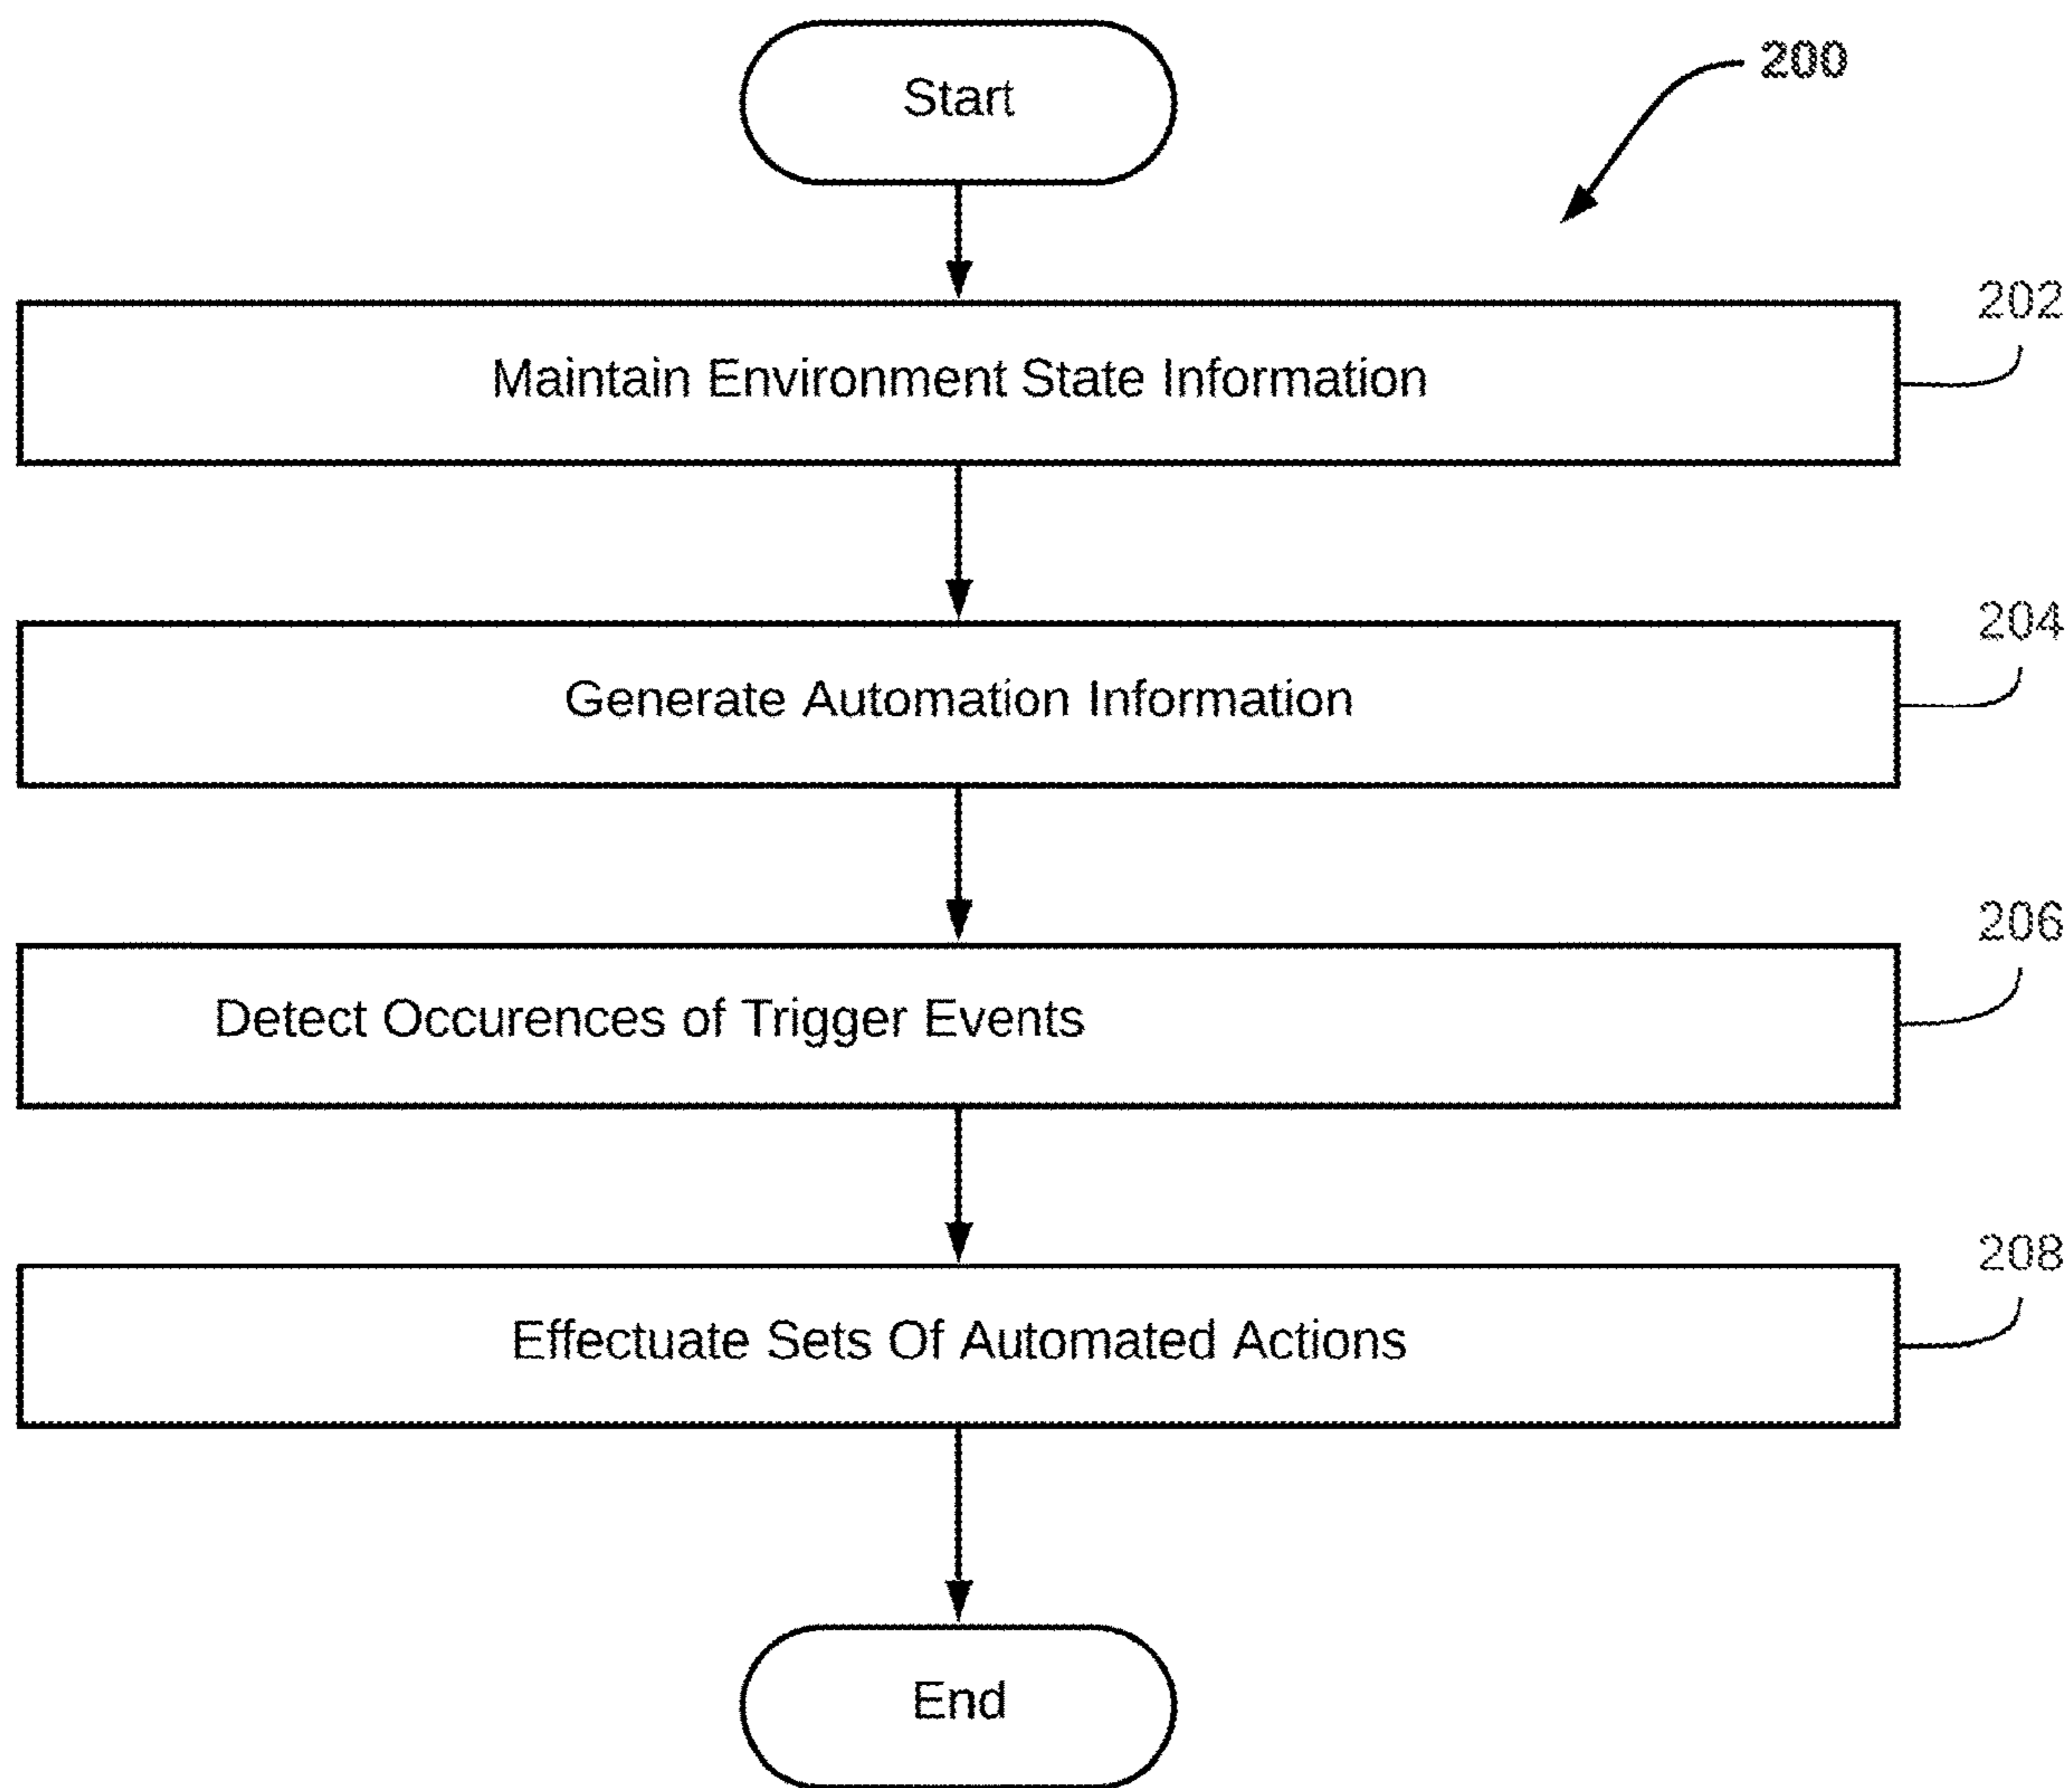 Start
200
202
Maintain Environment State Information
204
Generate Automation Information
206
Detect Occurences of Trigger Events
208
Effectuate Sets Of Automated Actions
End